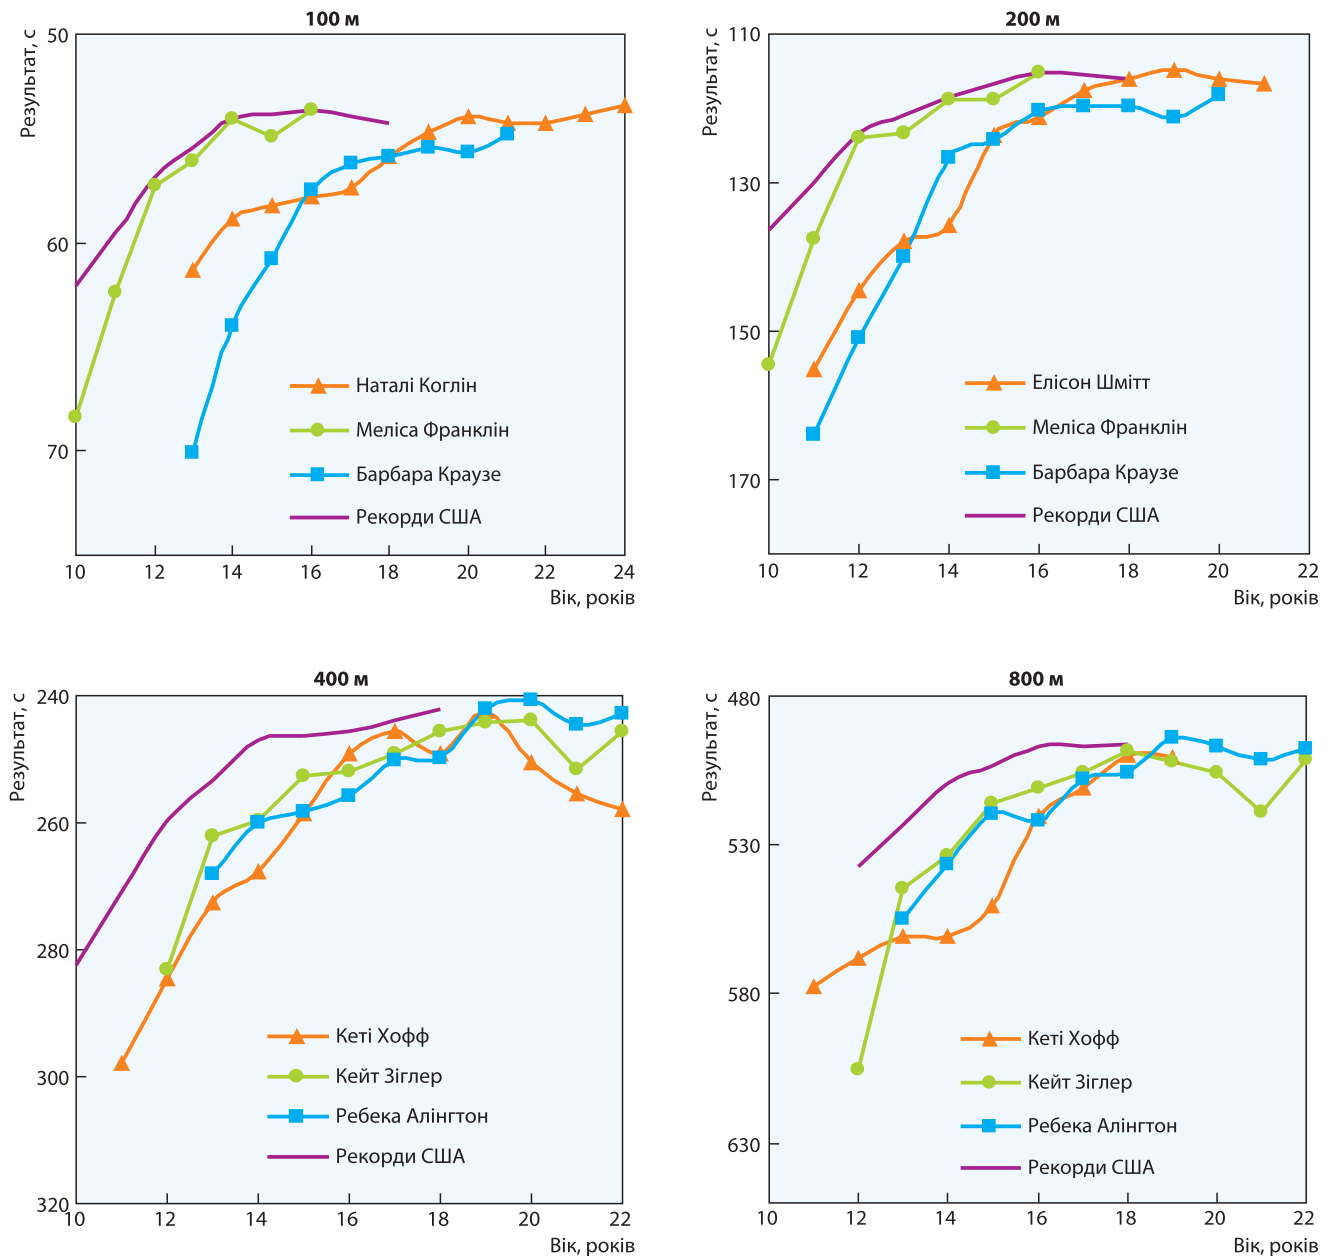 100 м
Результат, с
50
60
70
10 12 14 16 18 20 22 24
Вік, років
Наталі Коглін
Меліса Франклін
Барбара Краузе
Рекорди США
200 м
Результат, с
110
130
150
170
10 12 14 16 18 20 22
Вік, років
Елісон Шмітт
Меліса Франклін
Барбара Краузе
Рекорди США
400 м
Результат, с
240
260
280
300
320
10 12 14 16 18 20 22
Вік, років
Кеті Хофф
Кейт Зіглер
Ребека Алінгтон
Рекорди США
800 м
Результат, с
480
530
580
630
10 12 14 16 18 20 22
Вік, років
Кеті Хофф
Кейт Зіглер
Ребека Алінгтон
Рекорди США